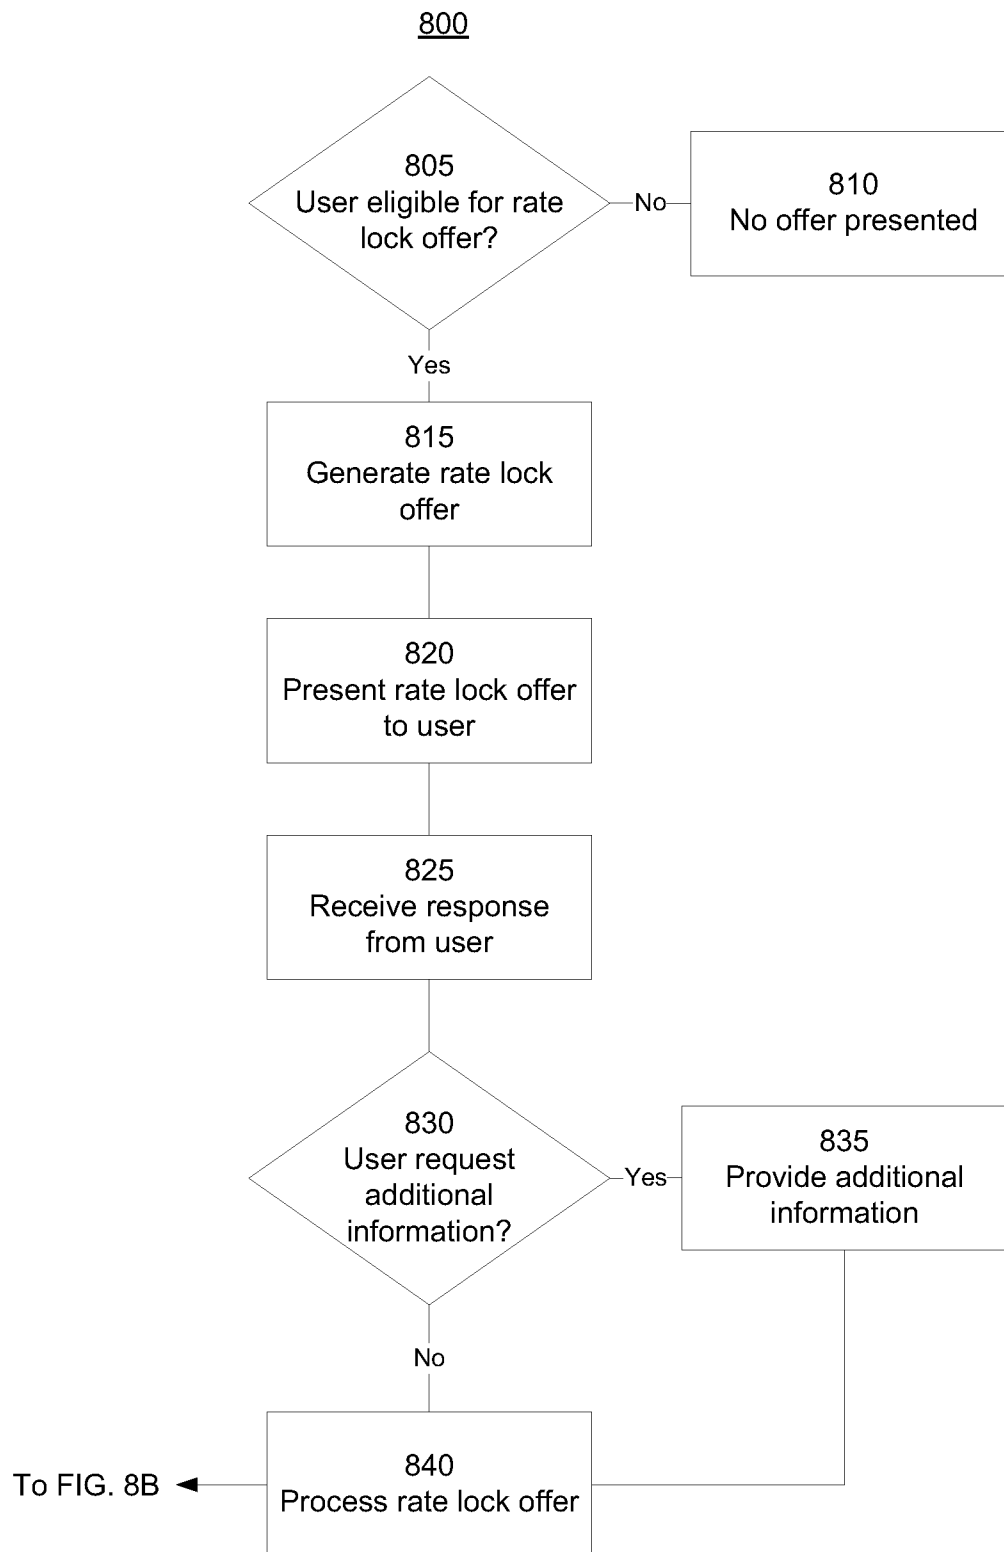 800
805
User eligible for rate
lock offer?
No
810
No offer presented
Yes
815
Generate rate lock
offer
820
Present rate lock offer
to user
825
Receive response
from user
830
User request
additional
information?
Yes
835
Provide additional
information
No
840
Process rate lock offer
To FIG. 8B